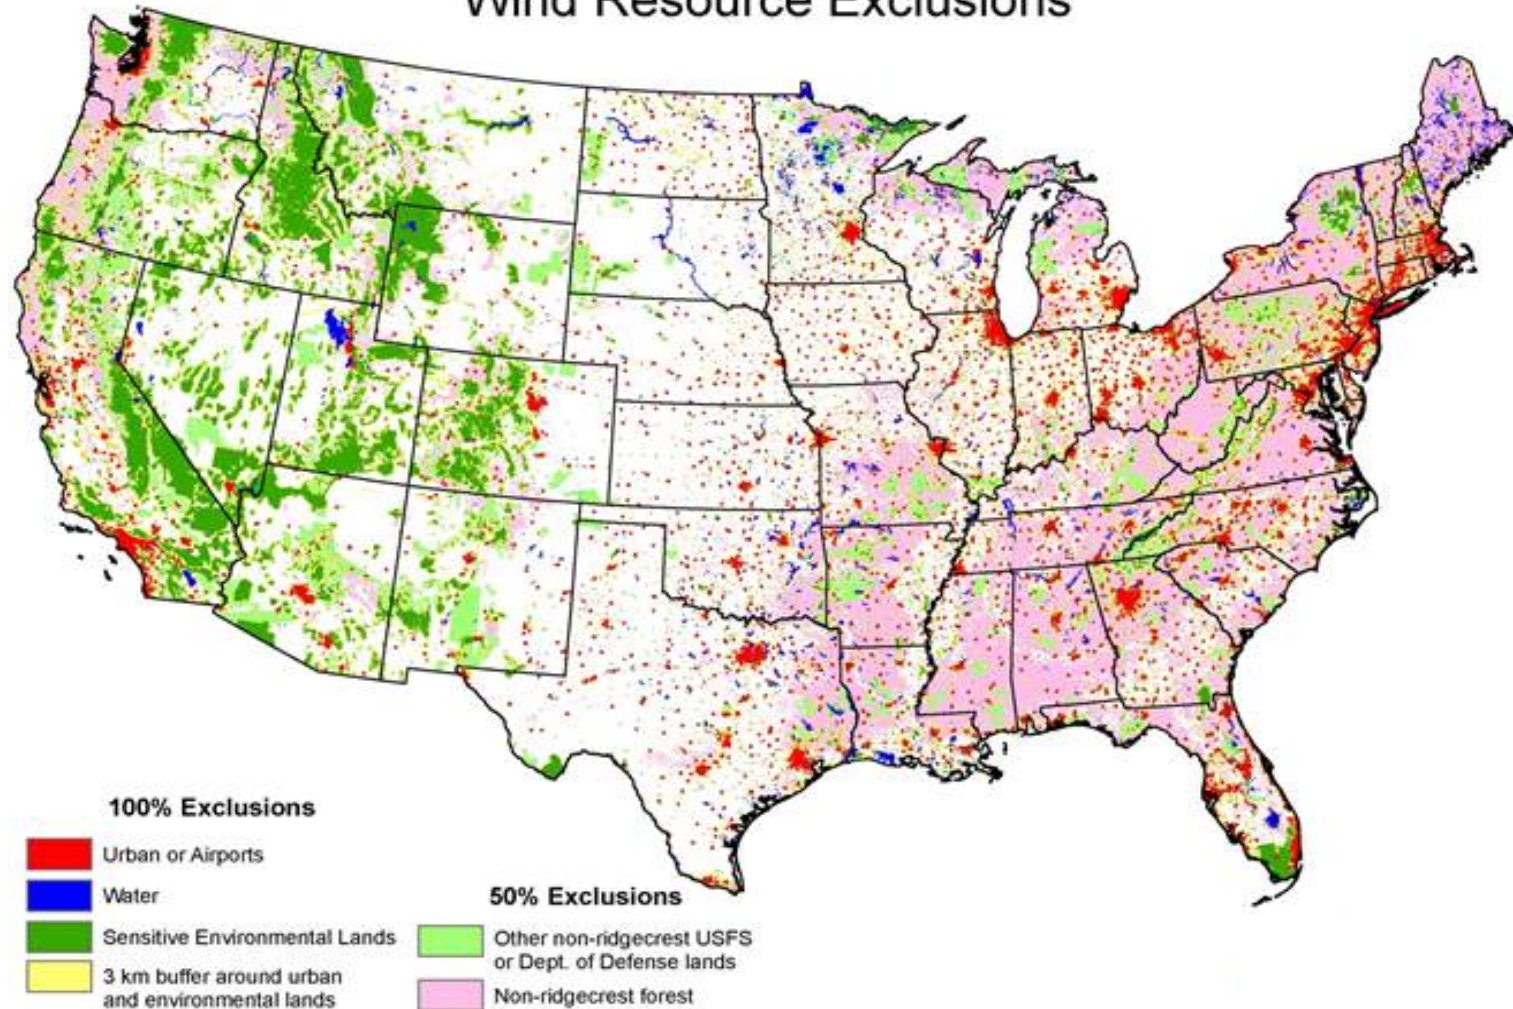 Wind Resource Exclusions
100% Exclusions
Urban or Airports
Water
Sensitive Environmental Lands
3 km buffer around urban
and environmental lands
50% Exclusions
Other non-ridgecrest USFS
or Dept. of Defense lands
Non-ridgecrest forest